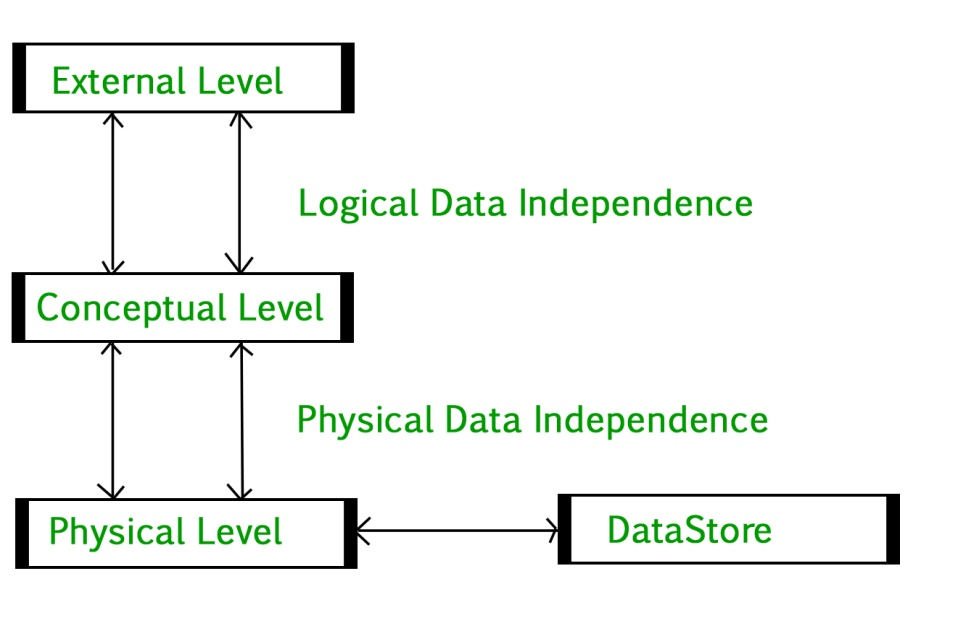 External Level
Logical Data Independence
Conceptual Level
Physical Data Independence
Physical Level
DataStore